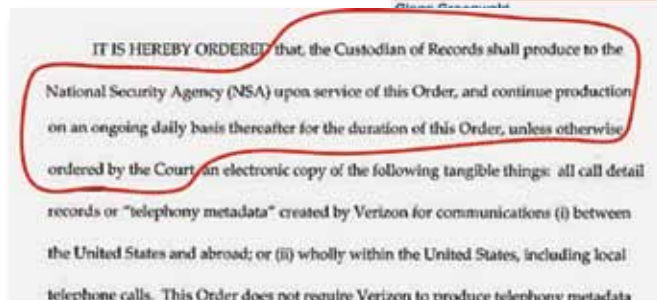 Glenn Greenwald
IT IS HEREBY ORDERED that, the Custodian of Records shall produce to the
National Security Agency (NSA) upon service of this Order, and continue production
on an ongoing daily basis thereafter for the duration of this Order, unless otherwise
ordered by the Court, an electronic copy of the following tangible things: all call detail
records or "telephony metadata" created by Verizon for communications (i) between
the United States and abroad; or (ii) wholly within the United States, including local
telephone calls. This Order does not require Verizon to produce telephony metadata